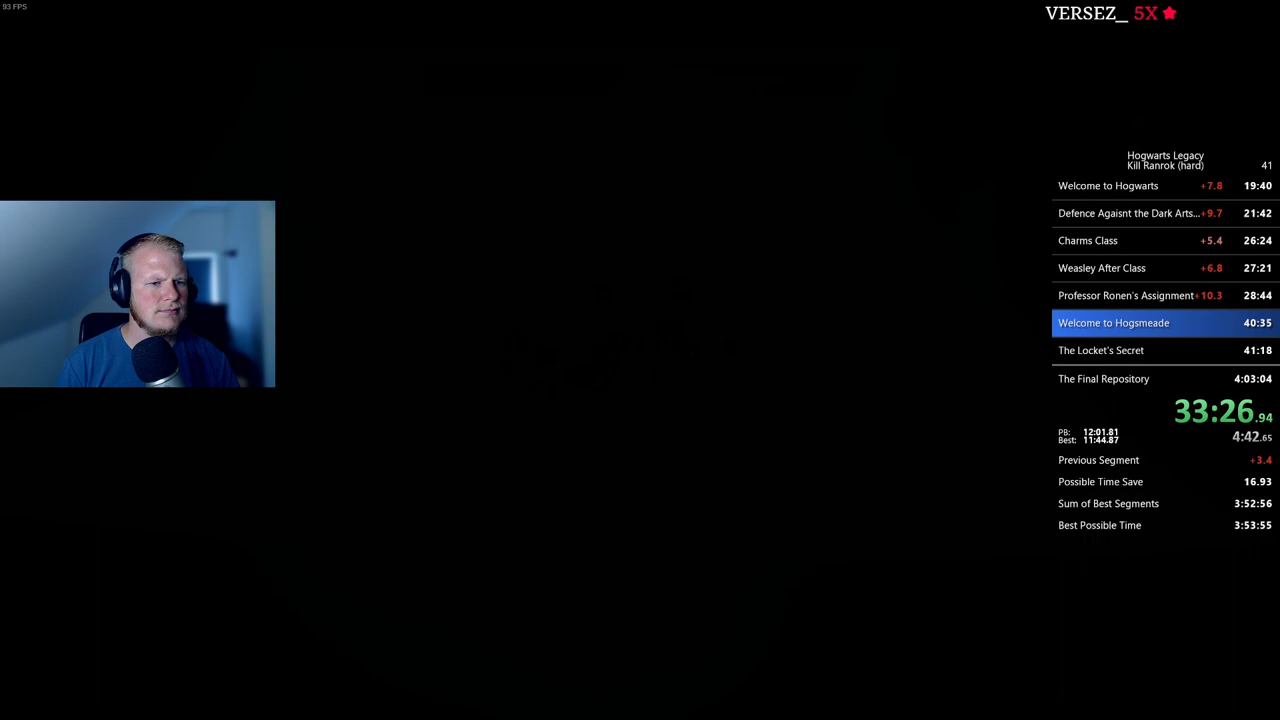 93 FPS
VERSEZ_ 5X
Hogwarts Legacy
Kill Ranrok (hard) 41
Welcome to Hogwarts +7.8 19:40
Defence Agaisnt the Dark Arts... +9.7 21:42
Charms Class +5.4 26:24
Weasley After Class +6.8 27:21
Professor Ronen's Assignment +10.3 28:44
Welcome to Hogsmeade 40:35
The Locket's Secret 41:18
The Final Repository 4:03:04
33:26.94
PB: 12:01.81
Best: 11:44.87 4:42.65
Previous Segment +3.4
Possible Time Save 16.93
Sum of Best Segments 3:52:56
Best Possible Time 3:53:55